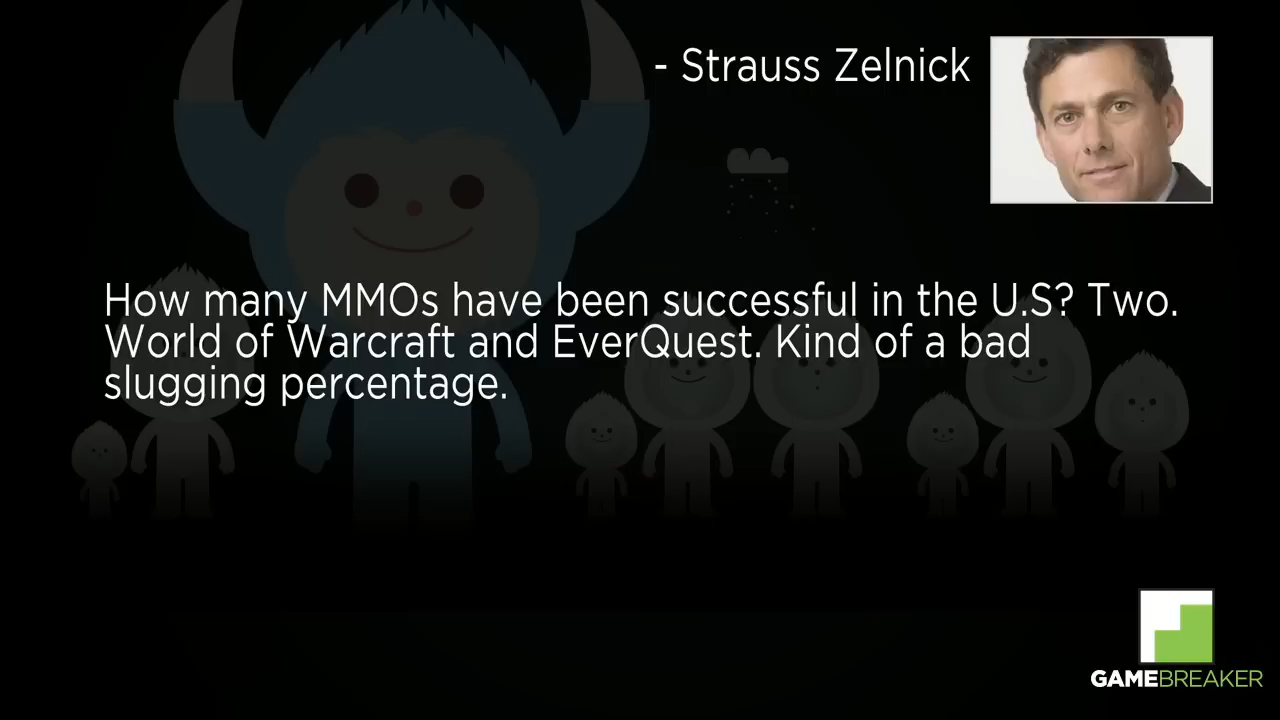 - Strauss Zelnick
How many MMOs have been successful in the U.S? Two.
World of Warcraft and EverQuest. Kind of a bad
slugging percentage.
GAMEBREAKER